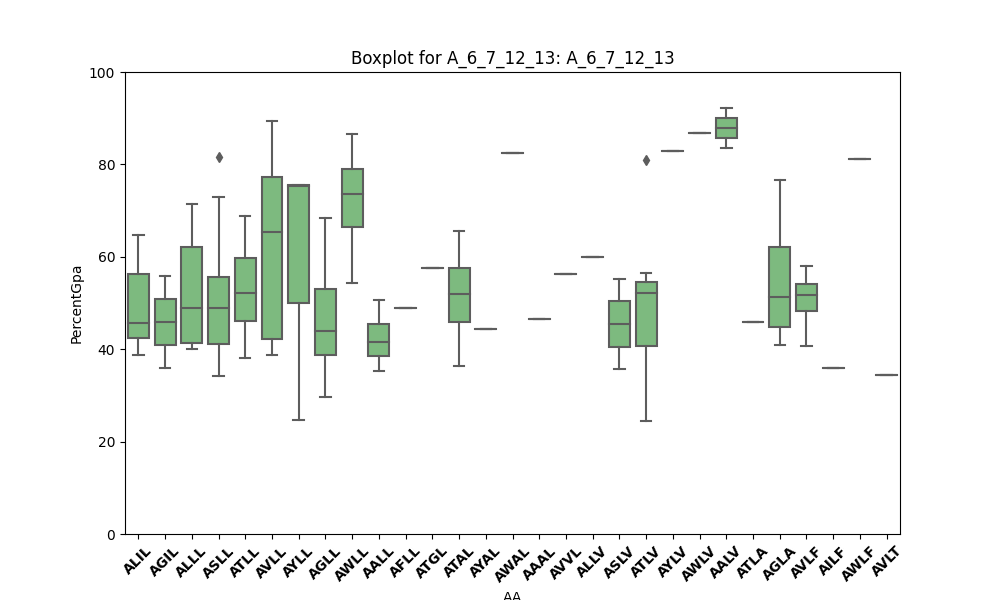 Boxplot for A_6_7_12_13: A_6_7_12_13
100
80
60
40
20
0
PercentGpa
ALIL AGIL ALLL ASLL ATLL AVLL AYLL AGLL AWLL AALL AFLL ATGL ATAL AYAL AWAL AAAL AVVL ALLV ASLV ATLV AYLV AWLV AALV ATLA AGLA AVLF AILF AWLF AVLT
AA